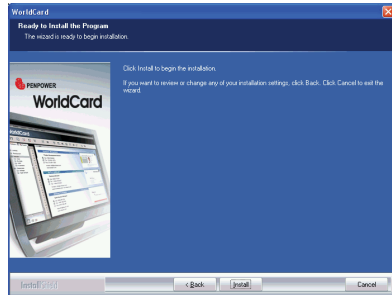 WorldCard
Ready to Install the Program
The wizard is ready to begin installation.
Click Install to begin the installation.
If you want to review or change any of your installation settings, click Back. Click Cancel to exit the
wizard.
PENPOWER
WorldCard
InstallShield
< Back
Install
Cancel